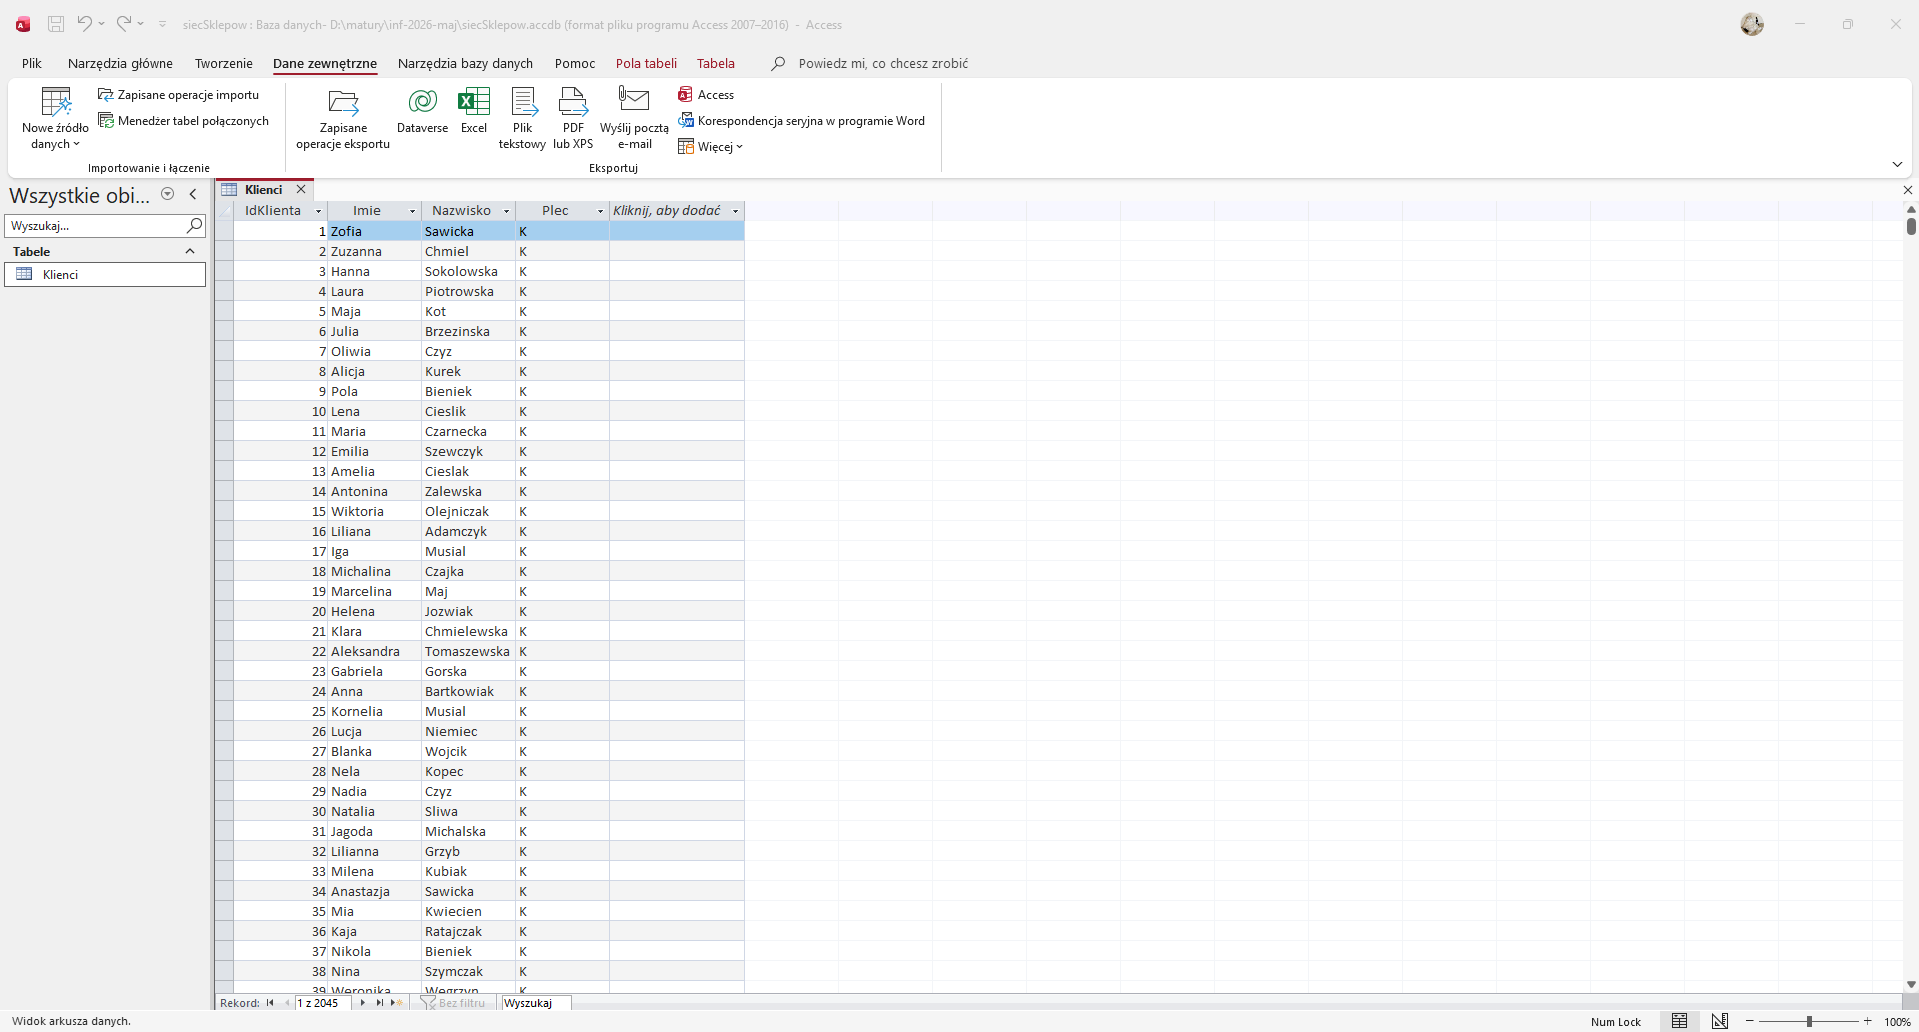 siecSklepow : Baza danych- D:\matury\inf-2026-maj\siecSklepow.accdb (format pliku programu Access 2007–2016) - Access
Plik Narzędzia główne Tworzenie Dane zewnętrzne Narzędzia bazy danych Pomoc Pola tabeli Tabela Powiedz mi, co chcesz zrobić
Nowe źródło danych
Zapisane operacje importu
Menedżer tabel połączonych
Importowanie i łączenie
Zapisane operacje eksportu
Dataverse
Excel
Plik tekstowy
PDF lub XPS
Wyślij pocztą e-mail
Access
Korespondencja seryjna w programie Word
Więcej
Eksportuj
Wszystkie obi...
Wyszukaj...
Tabele
Klienci
Klienci
IdKlienta Imie Nazwisko Plec Kliknij, aby dodać
1 Zofia Sawicka K
2 Zuzanna Chmiel K
3 Hanna Sokolowska K
4 Laura Piotrowska K
5 Maja Kot K
6 Julia Brzezinska K
7 Oliwia Czyz K
8 Alicja Kurek K
9 Pola Bieniek K
10 Lena Cieslik K
11 Maria Czarnecka K
12 Emilia Szewczyk K
13 Amelia Cieslak K
14 Antonina Zalewska K
15 Wiktoria Olejniczak K
16 Liliana Adamczyk K
17 Iga Musial K
18 Michalina Czajka K
19 Marcelina Maj K
20 Helena Jozwiak K
21 Klara Chmielewska K
22 Aleksandra Tomaszewska K
23 Gabriela Gorska K
24 Anna Bartkowiak K
25 Kornelia Musial K
26 Lucja Niemiec K
27 Blanka Wojcik K
28 Nela Kopec K
29 Nadia Czyz K
30 Natalia Sliwa K
31 Jagoda Michalska K
32 Lilianna Grzyb K
33 Milena Kubiak K
34 Anastazja Sawicka K
35 Mia Kwiecien K
36 Kaja Ratajczak K
37 Nikola Bieniek K
38 Nina Szymczak K
39 Weronika Wegrzyn K
Rekord: 1 z 2045 Bez filtru Wyszukaj
Widok arkusza danych. Num Lock 100%